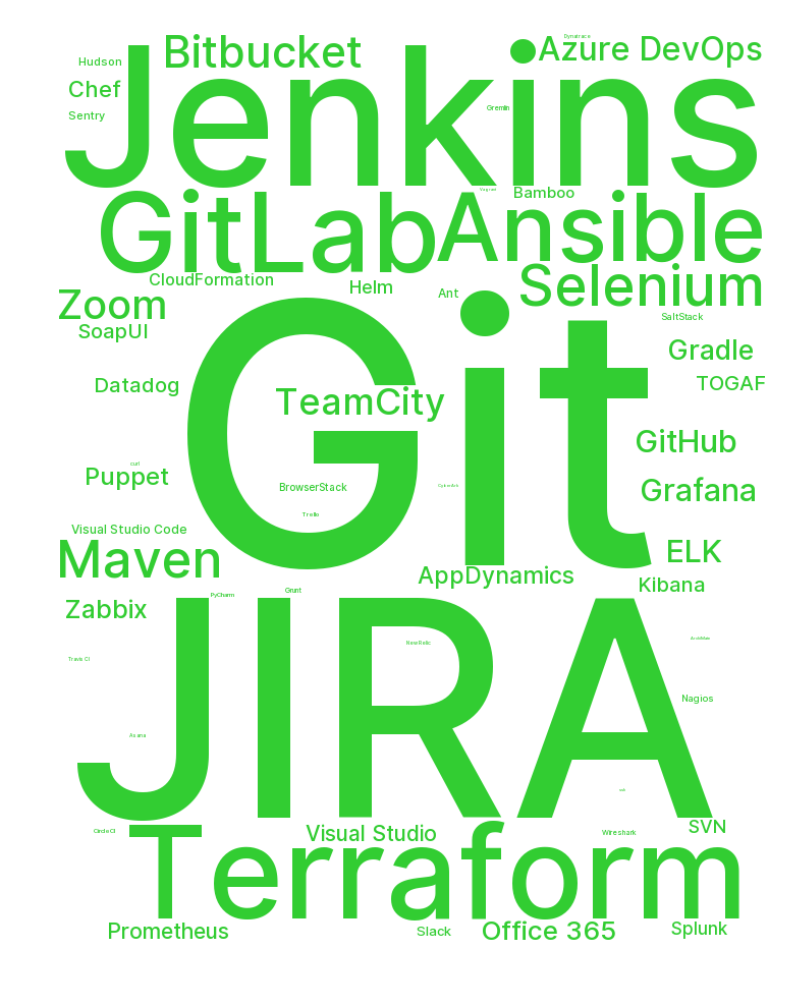 Dynatrace
Bitbucket
Azure DevOps
Hudson
Chef
Jenkins
Gremlin
Sentry
Bamboo
GitLab
Ansible
CloudFormation
Helm
Ant
Selenium
Zoom
SaltStack
SoapUI
Git
Gradle
Datadog
TOGAF
TeamCity
GitHub
curl
Puppet
BrowserStack
Grafana
Trello
Visual Studio Code
Maven
ELK
AppDynamics
Kibana
PyCharm
Grunt
Zabbix
JIRA
New Relic
Travis CI
Nagios
Asana
CircleCI
Visual Studio
Wireshark
SVN
Terraform
Prometheus
Slack
Office 365
Splunk